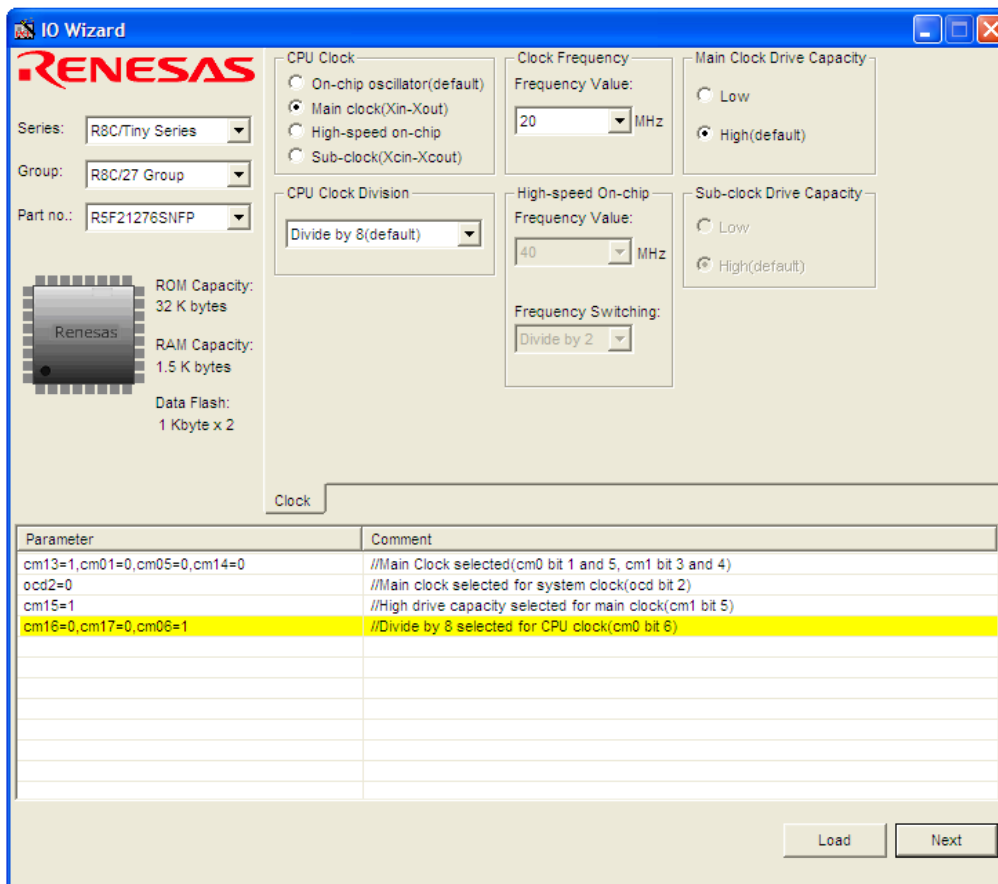 IO Wizard
RENESAS
Series:
R8C/Tiny Series
Group:
R8C/27 Group
Part no.:
R5F21276SNFP
Renesas
ROM Capacity:
32 K bytes
RAM Capacity:
1.5 K bytes
Data Flash:
1 Kbyte x 2
CPU Clock
On-chip oscillator(default)
Main clock(Xin-Xout)
High-speed on-chip
Sub-clock(Xcin-Xcout)
CPU Clock Division
Divide by 8(default)
Clock Frequency
Frequency Value:
20 MHz
High-speed On-chip
Frequency Value:
40 MHz
Frequency Switching:
Divide by 2
Main Clock Drive Capacity
Low
High(default)
Sub-clock Drive Capacity
Low
High(default)
Clock
Parameter Comment
cm13=1,cm01=0,cm05=0,cm14=0 //Main Clock selected(cm0 bit 1 and 5, cm1 bit 3 and 4)
ocd2=0 //Main clock selected for system clock(ocd bit 2)
cm15=1 //High drive capacity selected for main clock(cm1 bit 5)
cm16=0,cm17=0,cm06=1 //Divide by 8 selected for CPU clock(cm0 bit 6)
Load Next